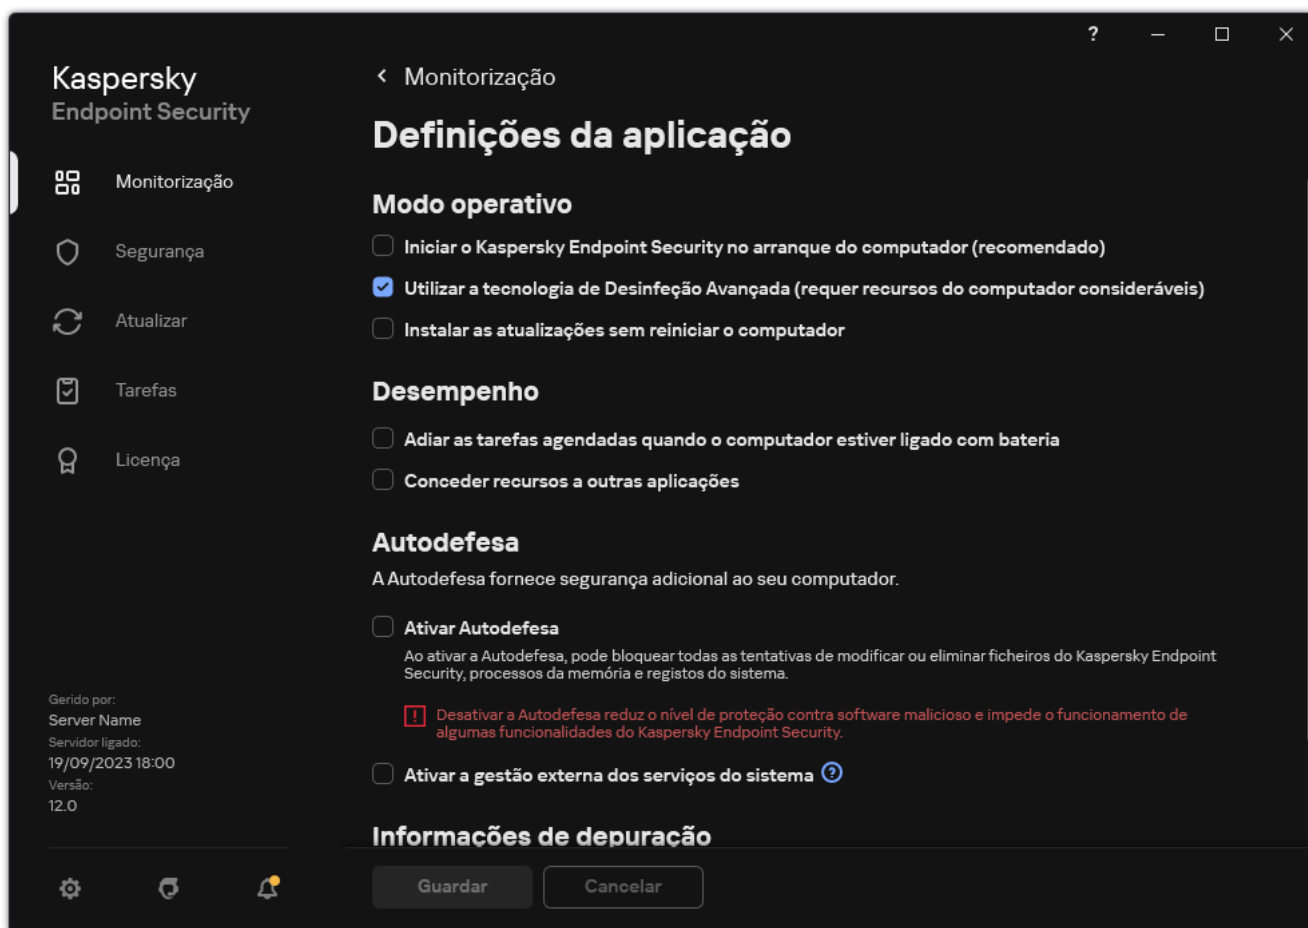 ?
Kaspersky
Endpoint Security
Monitorização
Segurança
Atualizar
Tarefas
Licença
Gerido por:
Server Name
Servidor ligado:
19/09/2023 18:00
Versão:
12.0
Monitorização
Definições da aplicação
Modo operativo
Iniciar o Kaspersky Endpoint Security no arranque do computador (recomendado)
Utilizar a tecnologia de Desinfeção Avançada (requer recursos do computador consideráveis)
Instalar as atualizações sem reiniciar o computador
Desempenho
Adiar as tarefas agendadas quando o computador estiver ligado com bateria
Conceder recursos a outras aplicações
Autodefesa
A Autodefesa fornece segurança adicional ao seu computador.
Ativar Autodefesa
Ao ativar a Autodefesa, pode bloquear todas as tentativas de modificar ou eliminar ficheiros do Kaspersky Endpoint
Security, processos da memória e registos do sistema.
Desativar a Autodefesa reduz o nível de proteção contra software malicioso e impede o funcionamento de
algumas funcionalidades do Kaspersky Endpoint Security.
Ativar a gestão externa dos serviços do sistema ?
Informações de depuração
Guardar
Cancelar